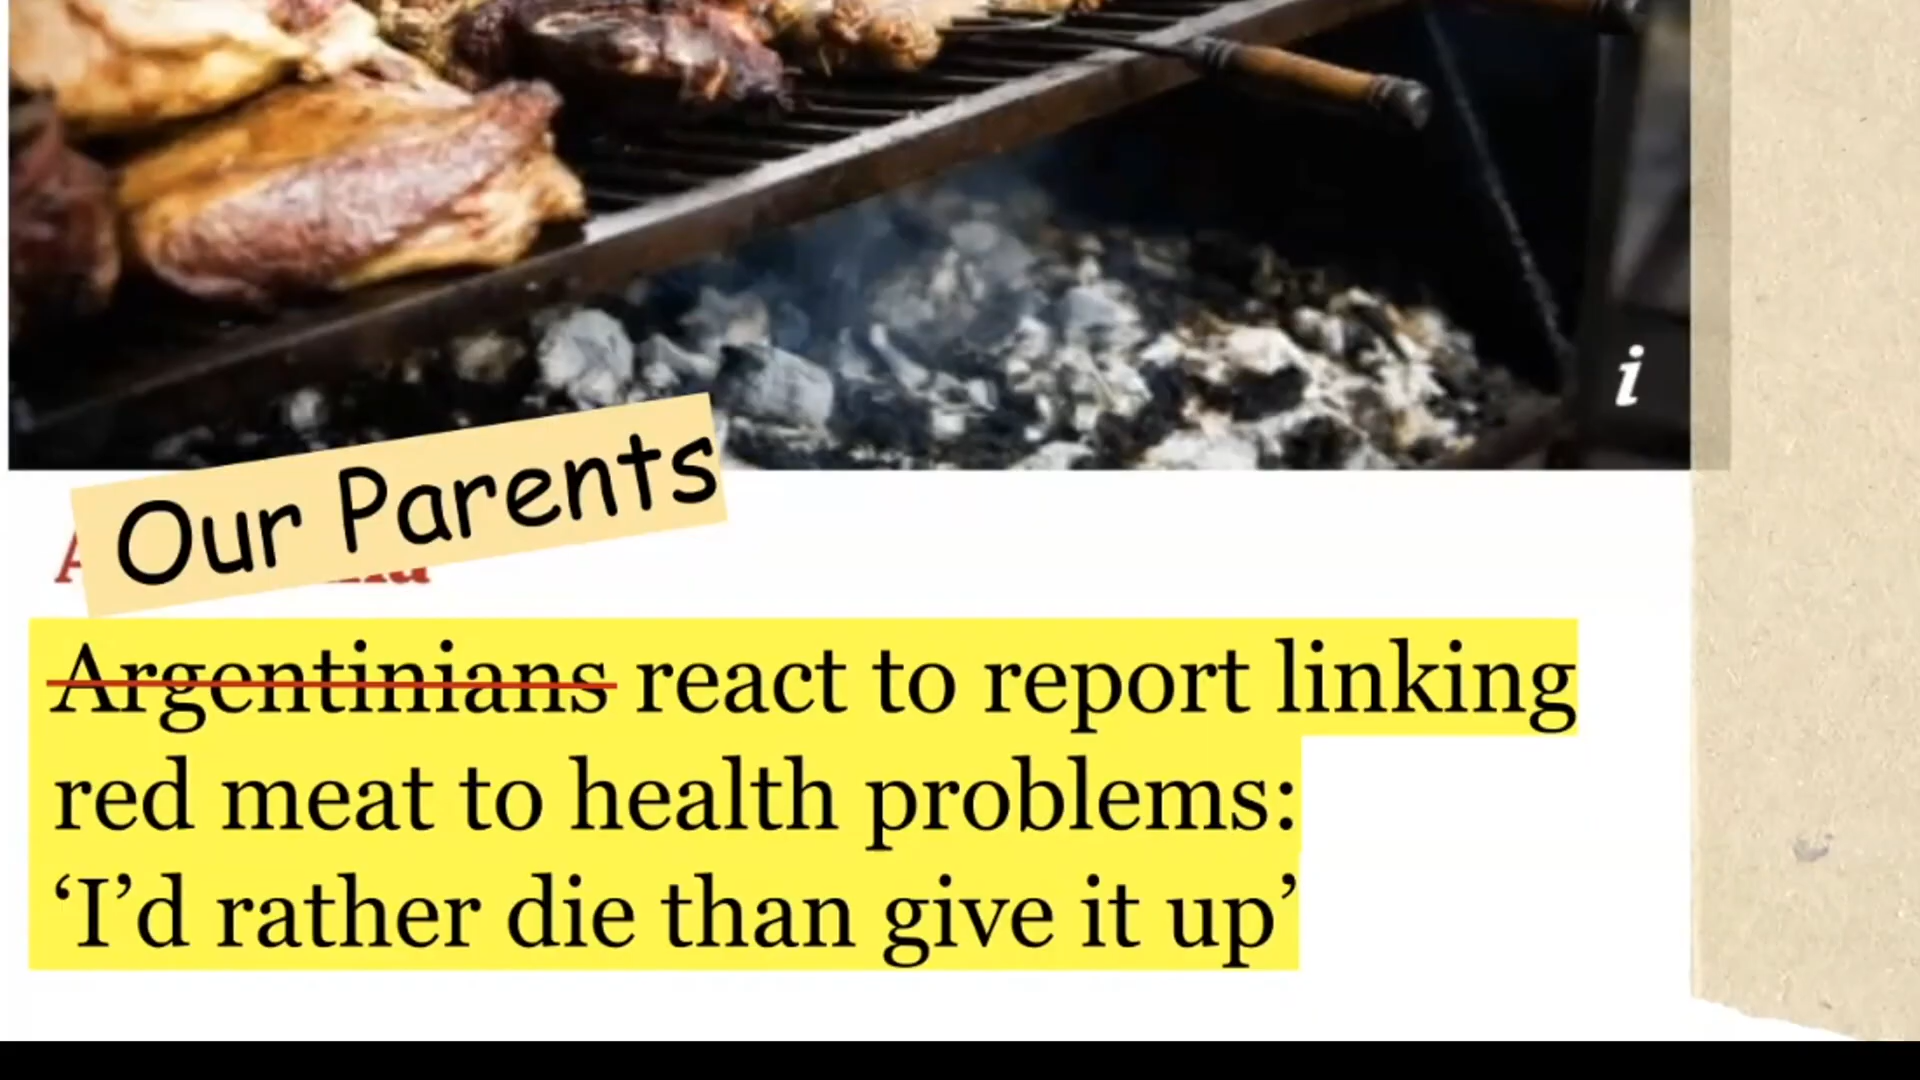 i
Our Parents
Argentinians react to report linking
red meat to health problems:
‘I’d rather die than give it up’